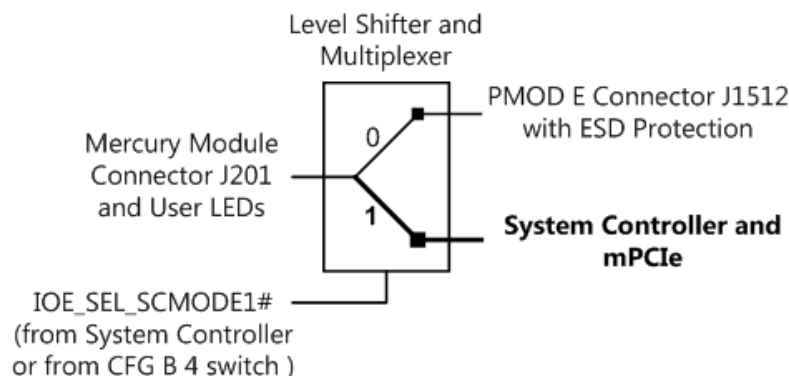 Level Shifter and
Multiplexer
PMOD E Connector J1512
with ESD Protection
0
Mercury Module
Connector J201
and User LEDs
1
System Controller and
mPCIe
IOE_SEL_SCMODE1#
(from System Controller
or from CFG B 4 switch )